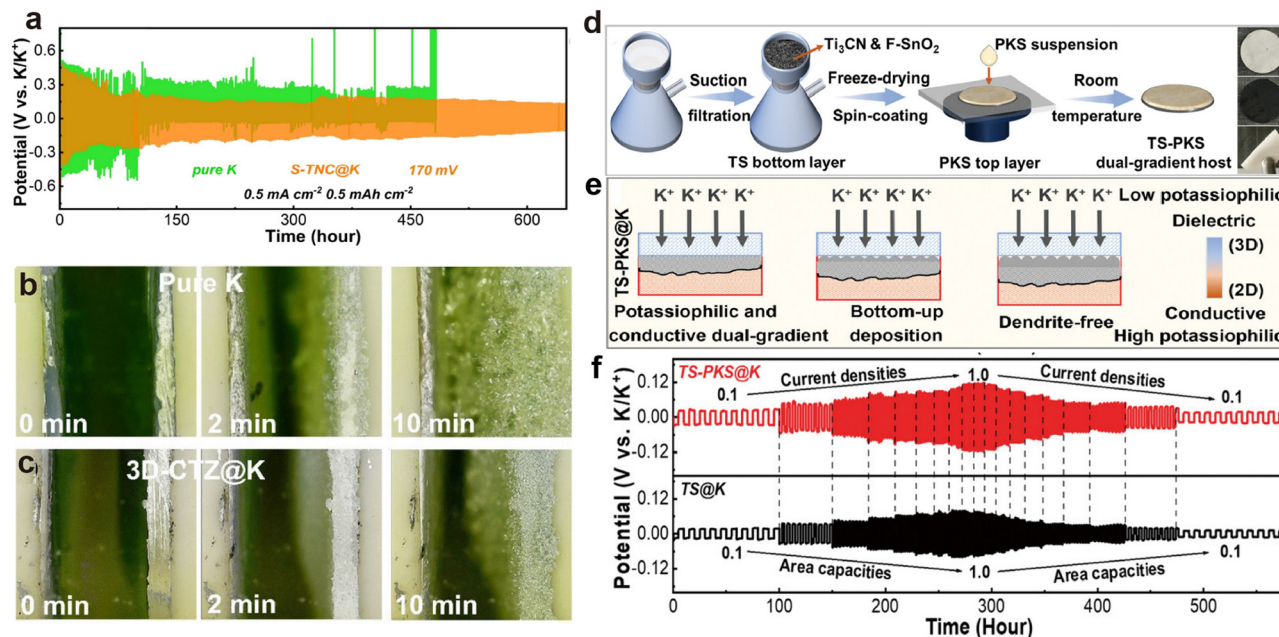 a
0.6
0.3
0.0
-0.3
-0.6
Potential (V vs. K/K⁺)
pure K
S-TNC@K
170 mV
0.5 mA cm⁻² 0.5 mAh cm⁻²
0
150
300
450
600
Time (hour)
b
Pure K
0 min
2 min
10 min
c
3D-CTZ@K
0 min
2 min
10 min
d
Suction
filtration
Ti₃CN & F-SnO₂
TS bottom layer
Freeze-drying
Spin-coating
PKS suspension
PKS top layer
Room
temperature
TS-PKS
dual-gradient host
e
TS-PKS@K
K⁺ K⁺ K⁺ K⁺
K⁺ K⁺ K⁺ K⁺
K⁺ K⁺ K⁺ K⁺
Potassiophilic and
conductive dual-gradient
Bottom-up
deposition
Dendrite-free
Low potassiophilic
Dielectric
(3D)
(2D)
Conductive
High potassiophilic
f
Potential (V vs. K/K⁺)
0.12
0.00
-0.12
TS-PKS@K
0.1
Current densities
1.0
Current densities
0.1
0.12
0.00
-0.12
TS@K
0.1
Area capacities
1.0
Area capacities
0.1
0
100
200
300
400
500
Time (Hour)